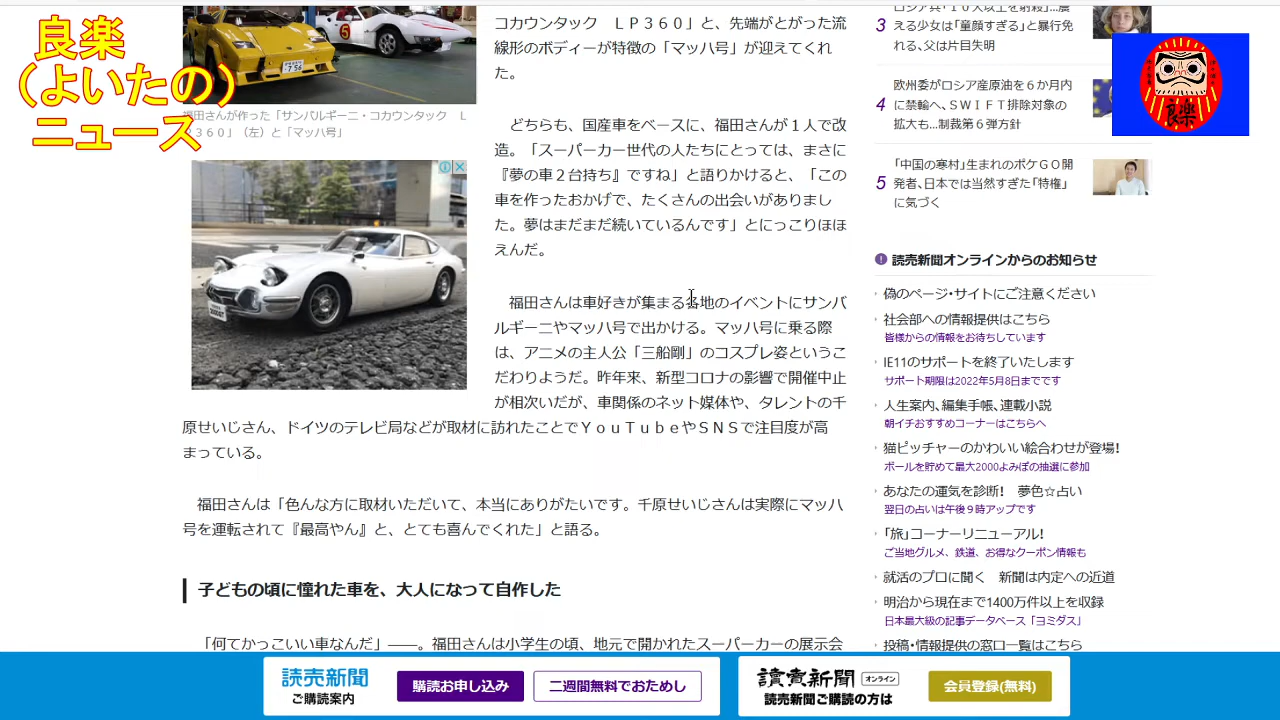 良楽
（よいたの）
ニュース
福田さんが作った「サンバルギーニ・コカウンタック　Ｌ
Ｐ３６０」（左）と「マッハ号」
コカウンタック　ＬＰ３６０」と、先端がとがった流
線形のボディーが特徴の「マッハ号」が迎えてくれ
た。
　どちらも、国産車をベースに、福田さんが１人で改
造。「スーパーカー世代の人たちにとっては、まさに
『夢の車２台持ち』ですね」と語りかけると、「この
車を作ったおかげで、たくさんの出会いがありまし
た。夢はまだまだ続いているんです」とにっこりほほ
えんだ。
　福田さんは車好きが集まる各地のイベントにサンバ
ルギーニやマッハ号で出かける。マッハ号に乗る際
は、アニメの主人公「三船剛」のコスプレ姿というこ
だわりようだ。昨年来、新型コロナの影響で開催中止
が相次いだが、車関係のネット媒体や、タレントの千
原せいじさん、ドイツのテレビ局などが取材に訪れたことでＹｏｕＴｕｂｅやＳＮＳで注目度が高
まっている。
　福田さんは「色んな方に取材いただいて、本当にありがたいです。千原せいじさんは実際にマッハ
号を運転されて『最高やん』と、とても喜んでくれた」と語る。
子どもの頃に憧れた車を、大人になって自作した
　「何てかっこいい車なんだ」――。福田さんは小学生の頃、地元で開かれたスーパーカーの展示会
ロシア兵「１０人以上を射殺」…震
3
える少女は「童顔すぎる」と暴行免
れる、父は片目失明
4
欧州委がロシア産原油を６か月内
に禁輸へ、ＳＷＩＦＴ排除対象の
拡大も…制裁第６弾方針
5
「中国の寒村」生まれのポケＧＯ開
発者、日本では当然すぎた「特権」
に気づく
良楽
読売新聞オンラインからのお知らせ
偽のページ・サイトにご注意ください
社会部への情報提供はこちら
皆様からの情報をお待ちしています
IE11のサポートを終了いたします
サポート期限は2022年5月8日までです
人生案内、編集手帳、連載小説
朝イチおすすめコーナーはこちらへ
猫ピッチャーのかわいい絵合わせが登場！
ボールを貯めて最大2000よみぽの抽選に参加
あなたの運気を診断！　夢色☆占い
翌日の占いは午後９時アップです
「旅」コーナーリニューアル！
ご当地グルメ、鉄道、お得なクーポン情報も
就活のプロに聞く　新聞は内定への近道
明治から現在まで1400万件以上を収録
日本最大級の記事データベース「ヨミダス」
投稿・情報提供の窓口一覧はこちら
読売新聞
ご購読案内
購読お申し込み
二週間無料でおためし
讀賣新聞 オンライン
読売新聞ご購読の方は
会員登録(無料)